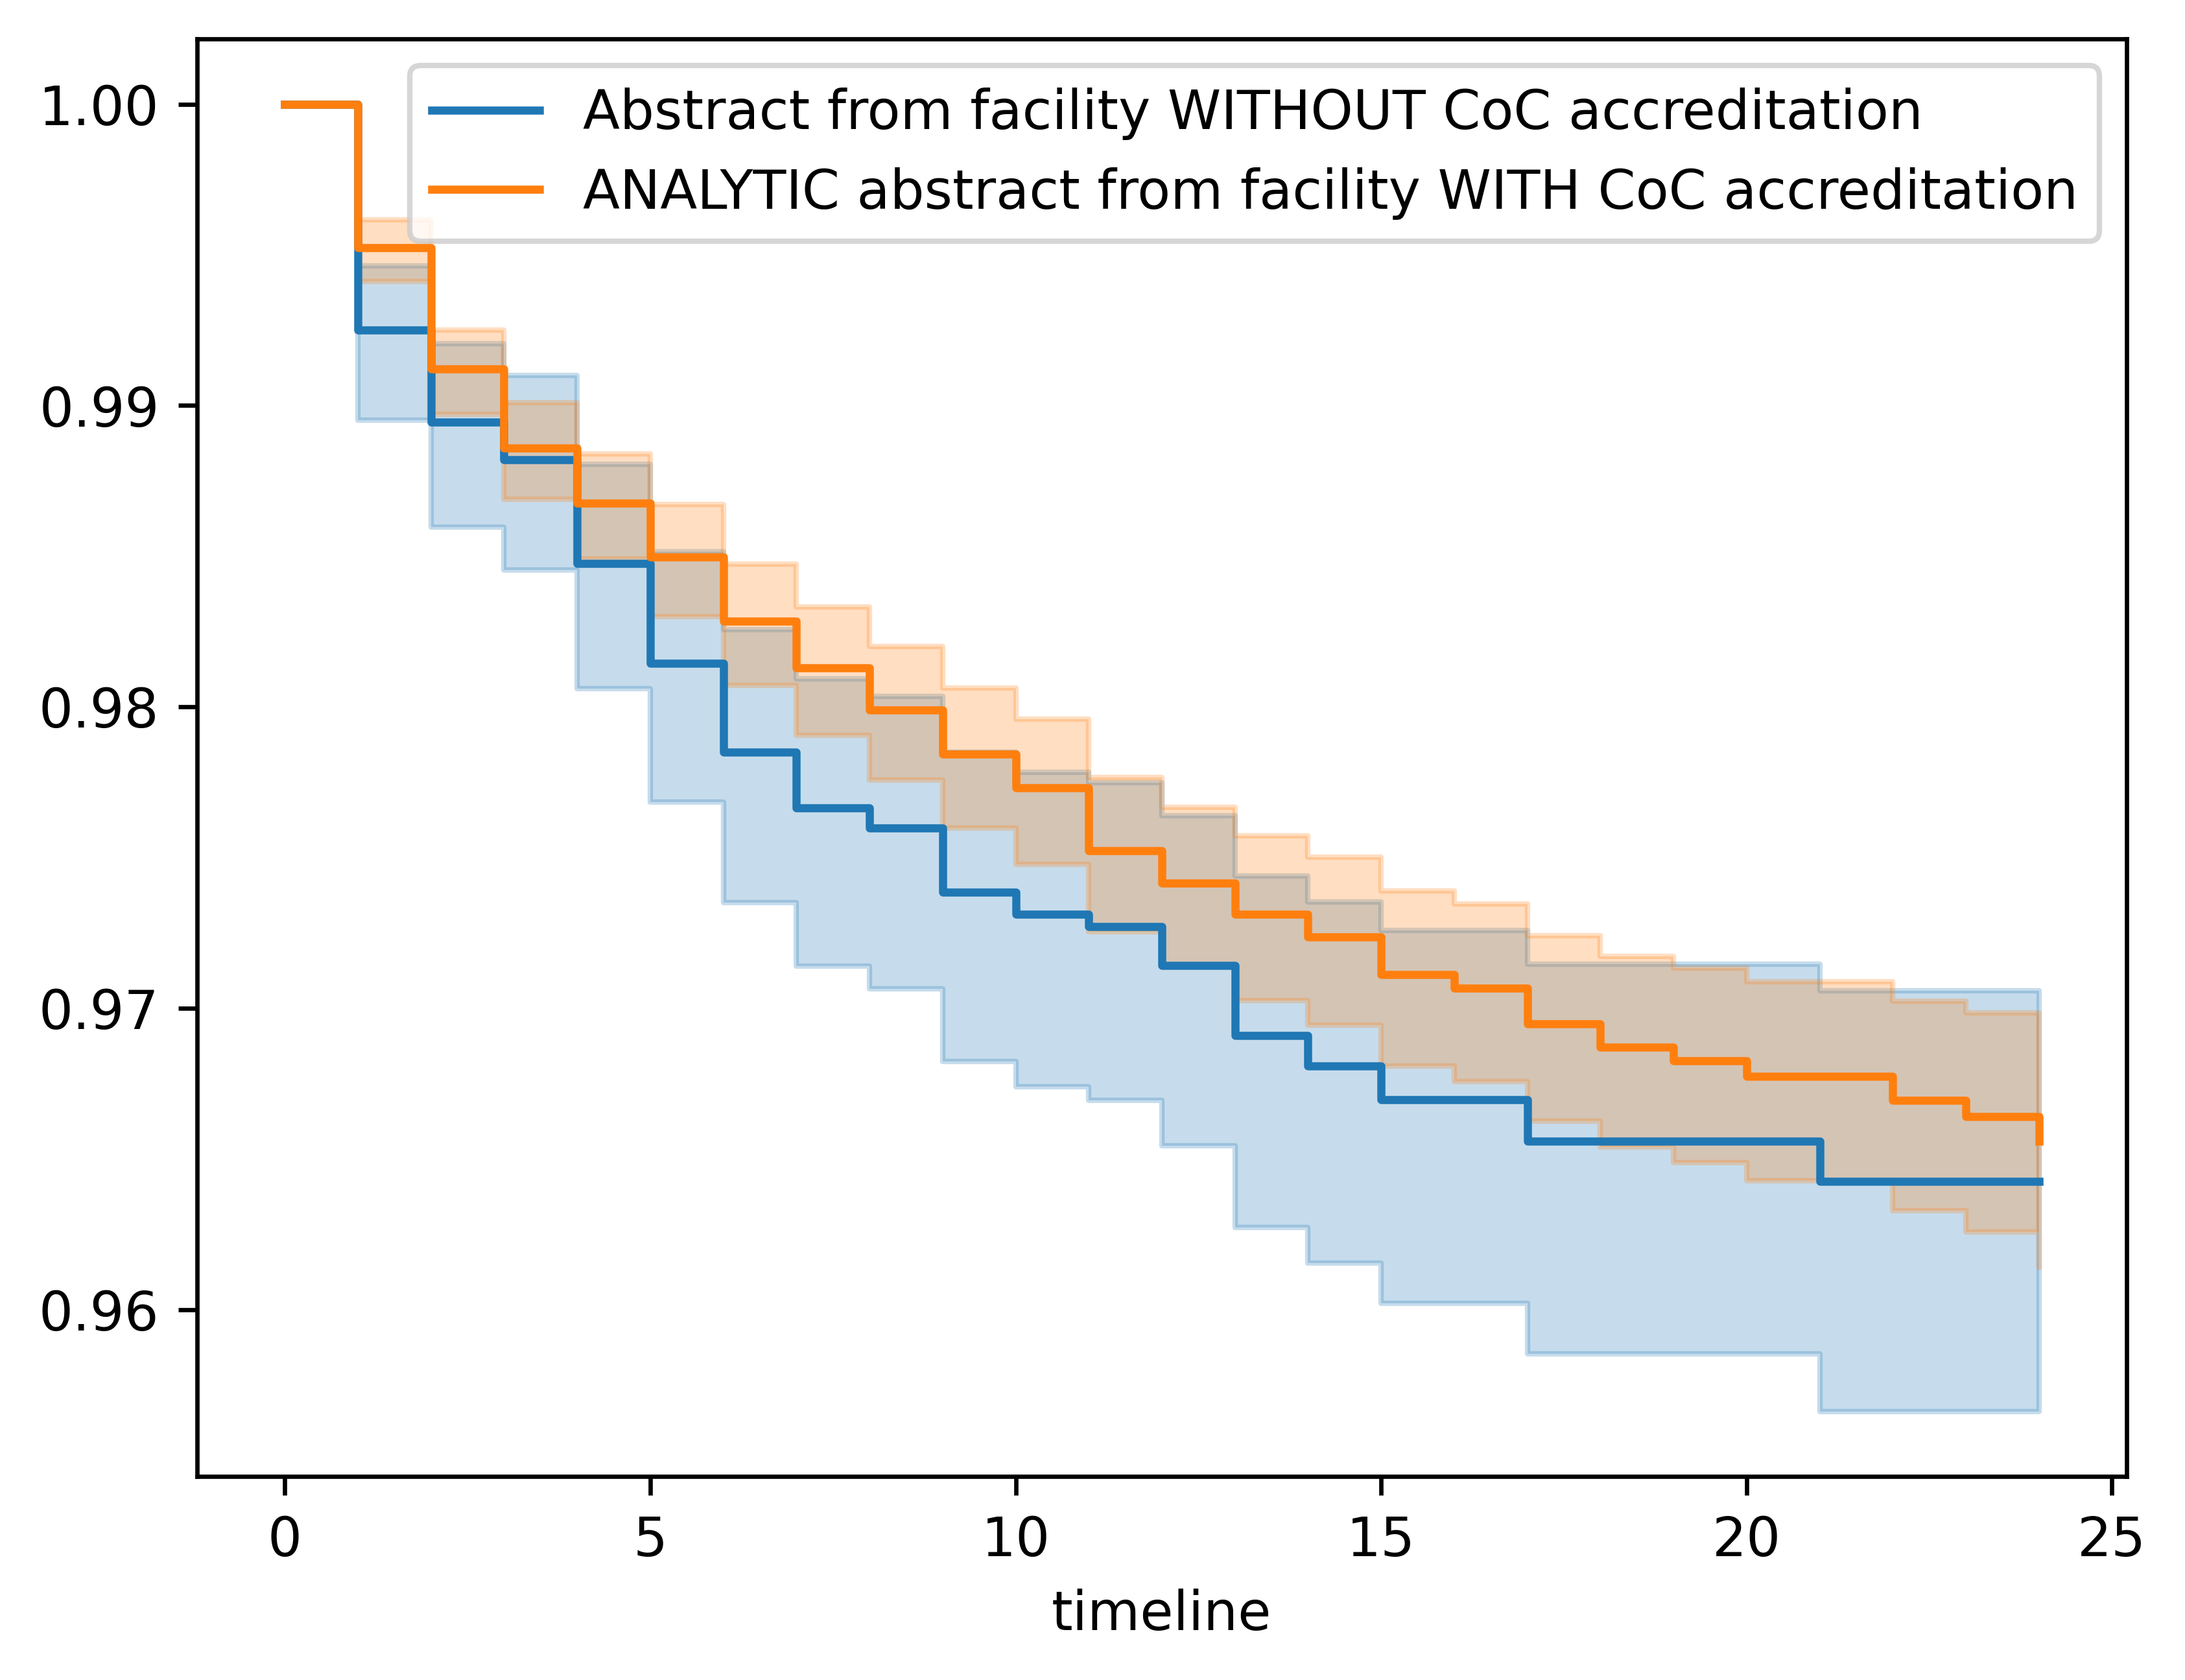 Abstract from facility WITHOUT CoC accreditation
ANALYTIC abstract from facility WITH CoC accreditation
1.00
0.99
0.98
0.97
0.96
0 5 10 15 20 25
timeline